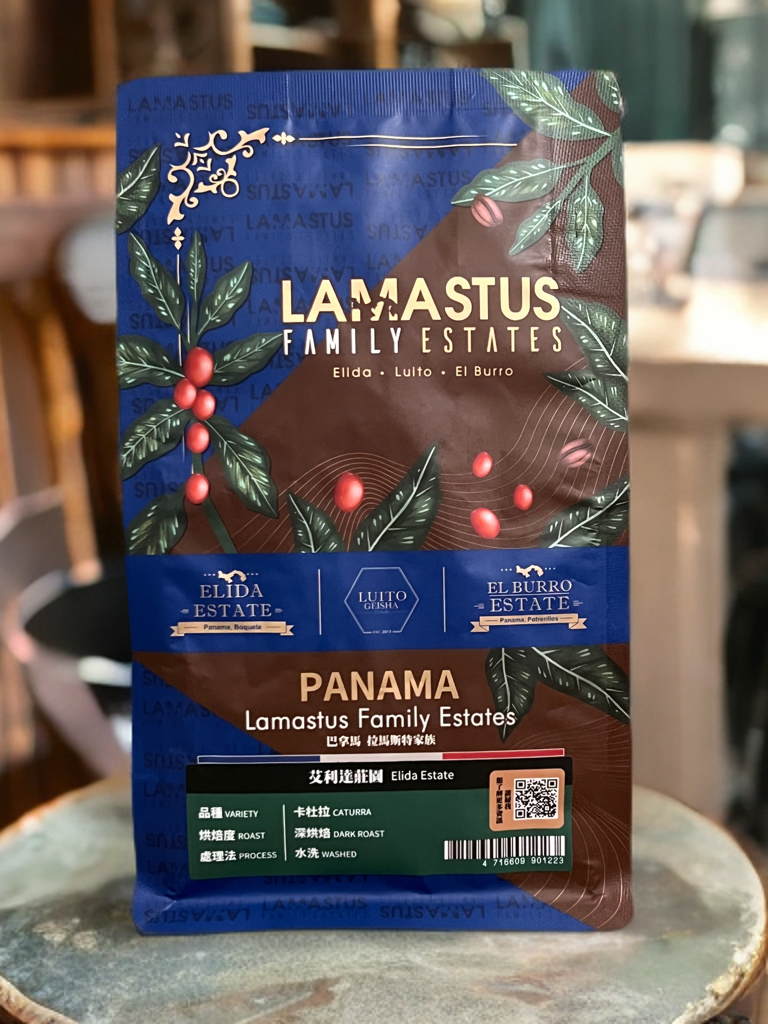 LAMASTUS
FAMILY ESTATES
Elida • Luito • El Burro
ELIDA
ESTATE
Panama, Boquete
LUITO
GEISHA
EL BURRO
ESTATE
Panama, Potrerillos
PANAMA
Lamastus Family Estates
巴拿馬 拉馬斯特家族
艾利達莊園 Elida Estate
品種 VARIETY 卡杜拉 CATURRA
烘焙度 ROAST 深烘焙 DARK ROAST
處理法 PROCESS 水洗 WASHED
4 716609 901223